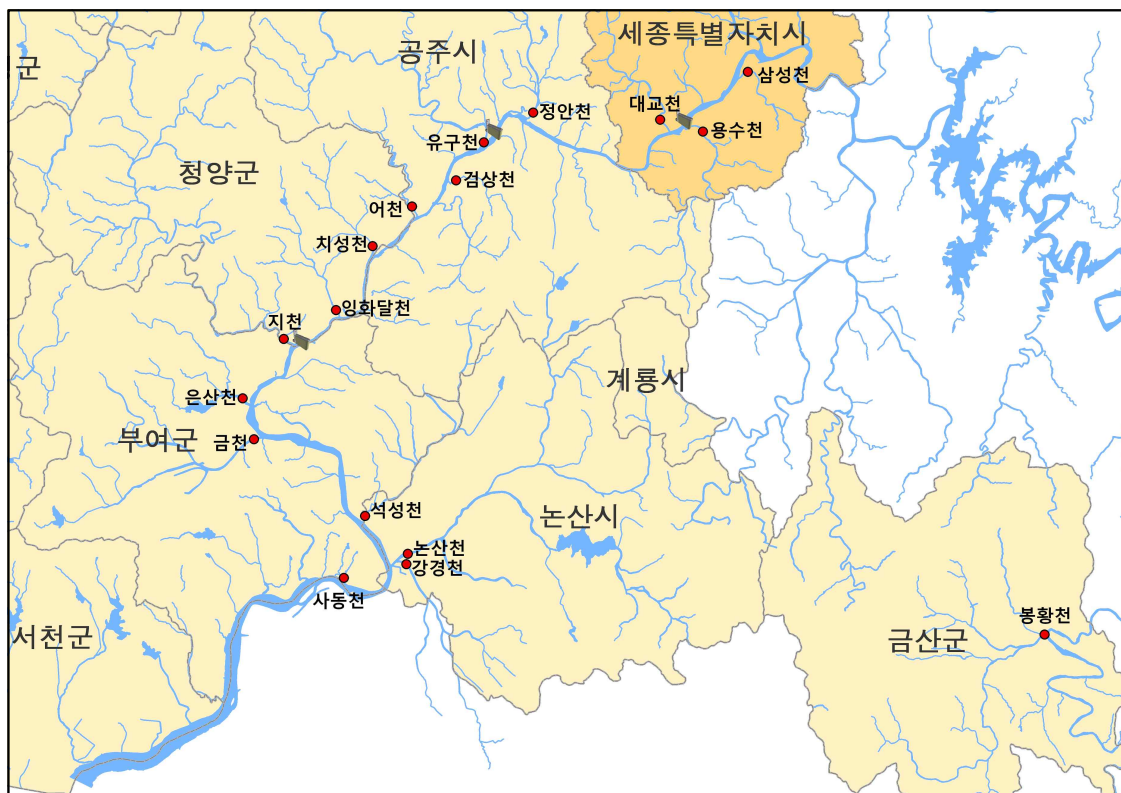 세종특별자치시
공주시
군
삼성천
대교천
정안천
용수천
유구천
청양군
검상천
어천
치성천
잉화달천
지천
계룡시
은산천
부여군
금천
석성천
논산시
논산천
강경천
사동천
봉황천
서천군
금산군